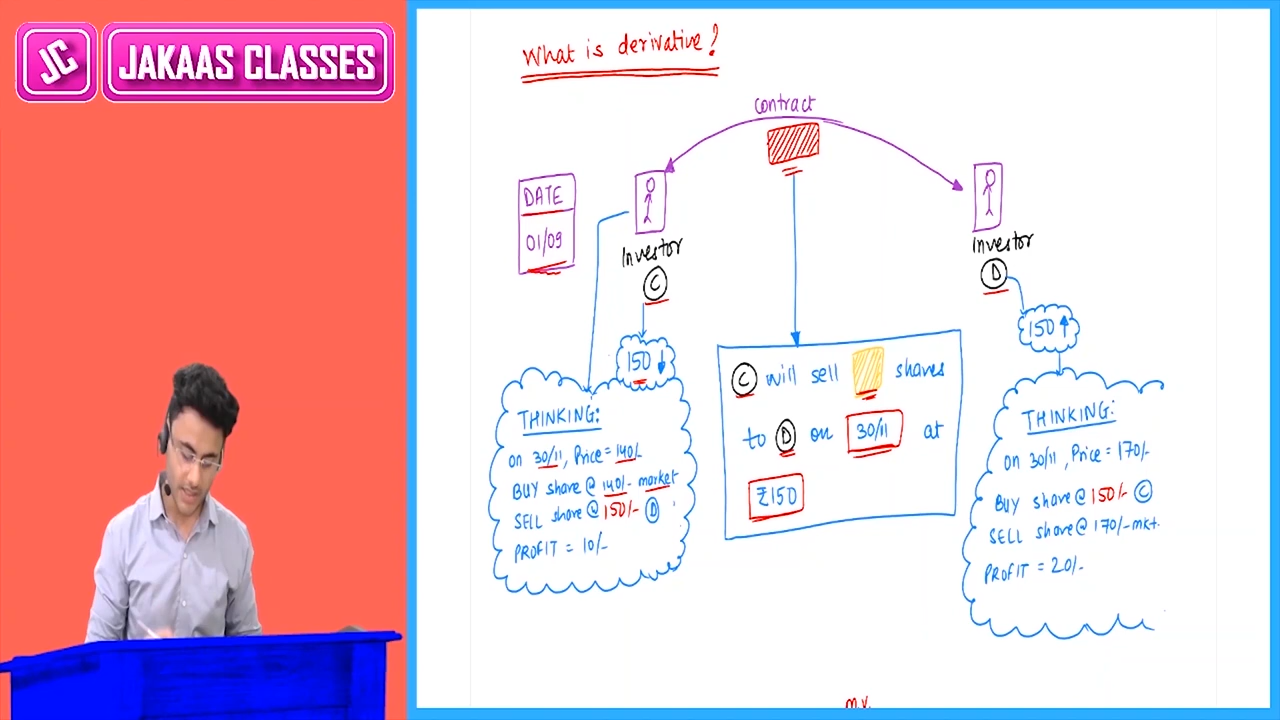 JC
JAKAAS CLASSES
What is derivative?
contract
DATE
01/09
Investor
C
Investor
D
150 ↓
150 ↑
THINKING:
on 30/11, Price = 140/-
BUY share @ 140/- market
SELL share @ 150/- D
PROFIT = 10/-
C will sell shares
to D on 30/11 at
₹150
THINKING:
on 30/11, Price = 170/-
BUY share @ 150/- C
SELL share @ 170/- mkt.
PROFIT = 20/-